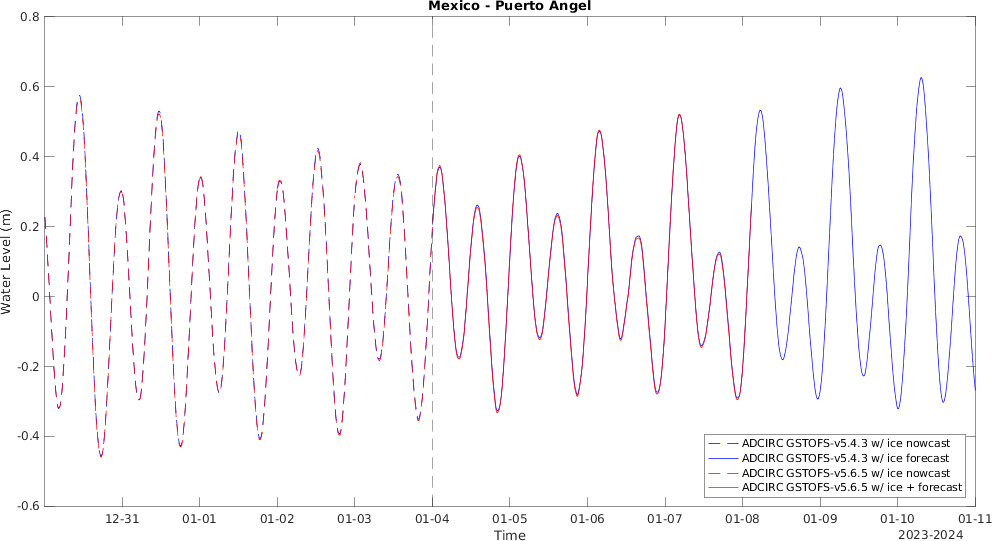 Mexico - Puerto Angel
0.8
0.6
0.4
0.2
0
-0.2
-0.4
-0.6
Water Level (m)
ADCIRC GSTOFS-v5.4.3 w/ ice nowcast
ADCIRC GSTOFS-v5.4.3 w/ ice forecast
ADCIRC GSTOFS-v5.6.5 w/ ice nowcast
ADCIRC GSTOFS-v5.6.5 w/ ice + forecast
12-31 01-01 01-02 01-03 01-04 01-05 01-06 01-07 01-08 01-09 01-10 01-11
Time
2023-2024